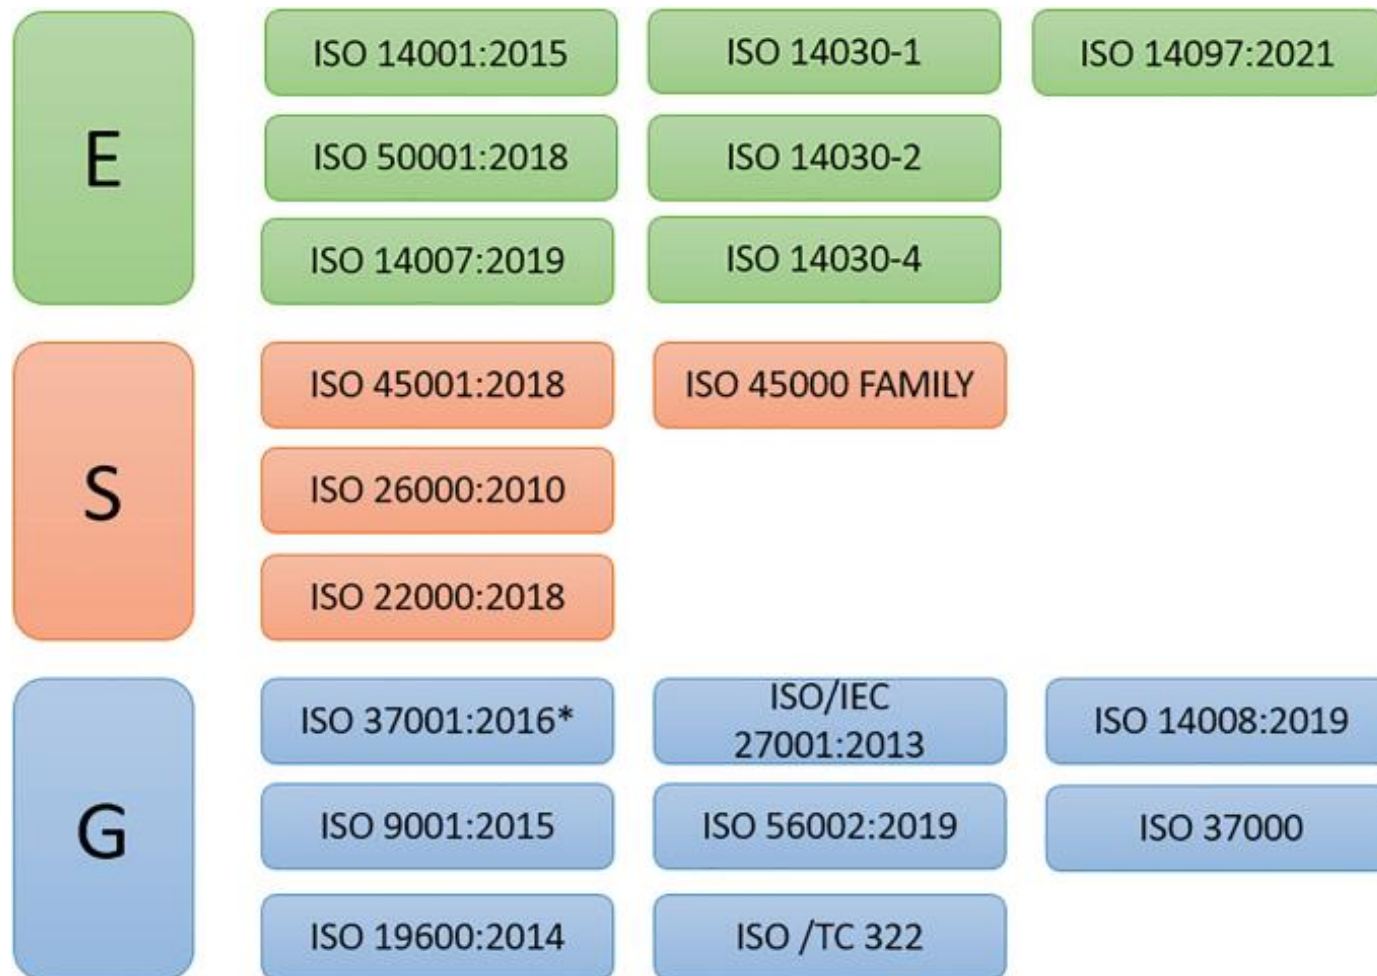 E
ISO 14001:2015
ISO 14030-1
ISO 14097:2021
ISO 50001:2018
ISO 14030-2
ISO 14007:2019
ISO 14030-4
S
ISO 45001:2018
ISO 45000 FAMILY
ISO 26000:2010
ISO 22000:2018
G
ISO 37001:2016*
ISO/IEC
27001:2013
ISO 14008:2019
ISO 9001:2015
ISO 56002:2019
ISO 37000
ISO 19600:2014
ISO /TC 322